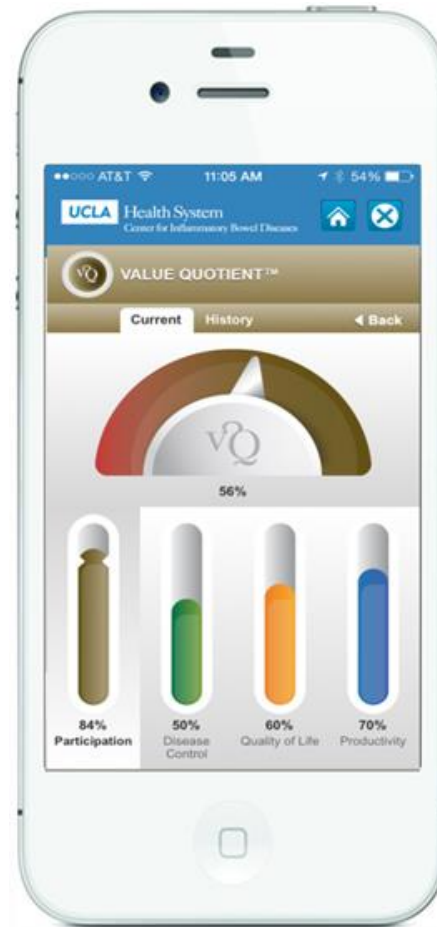 AT&T 11:05 AM 54%
UCLA Health System
Center for Inflammatory Bowel Diseases
VQ VALUE QUOTIENT™
Current History Back
VQ
56%
84% 50% 60% 70%
Participation Disease Control Quality of Life Productivity